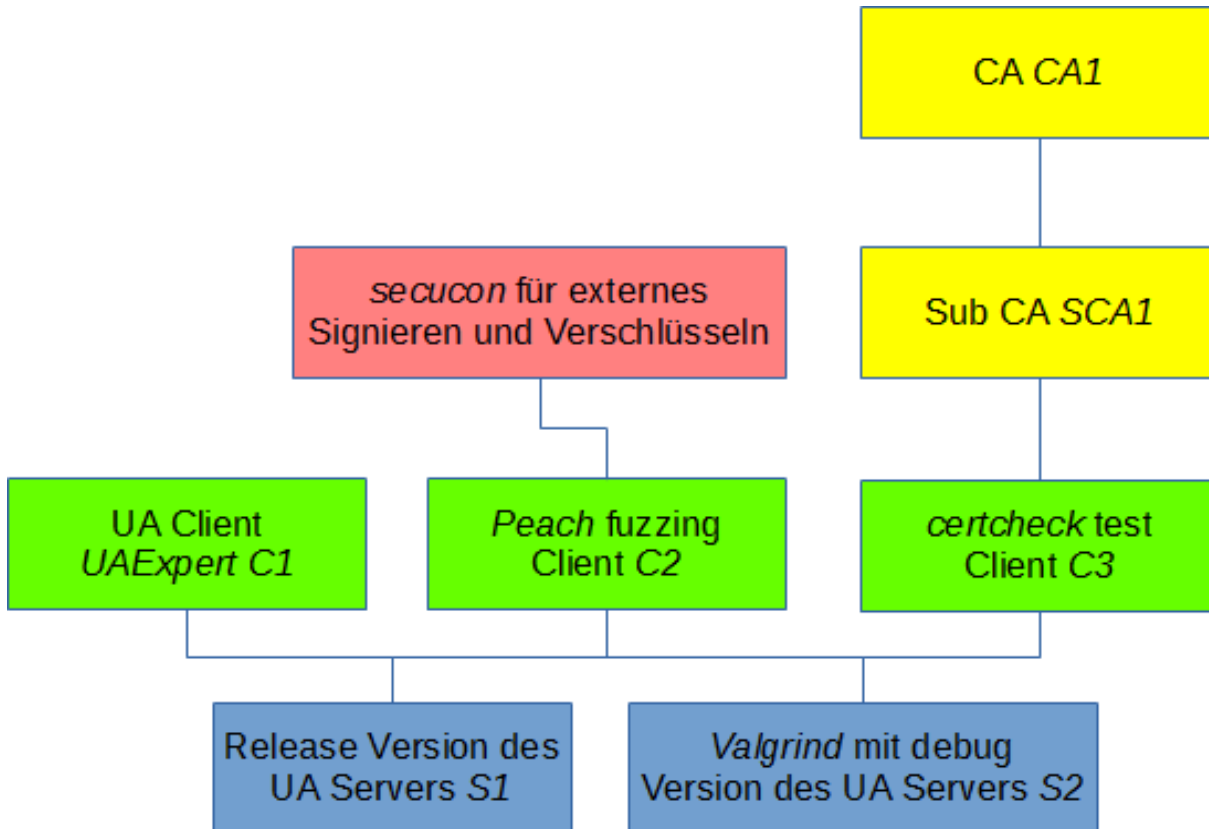 CA CA1
secucon für externes
Signieren und Verschlüsseln
Sub CA SCA1
UA Client
UAExpert C1
Peach fuzzing
Client C2
certcheck test
Client C3
Release Version des
UA Servers S1
Valgrind mit debug
Version des UA Servers S2